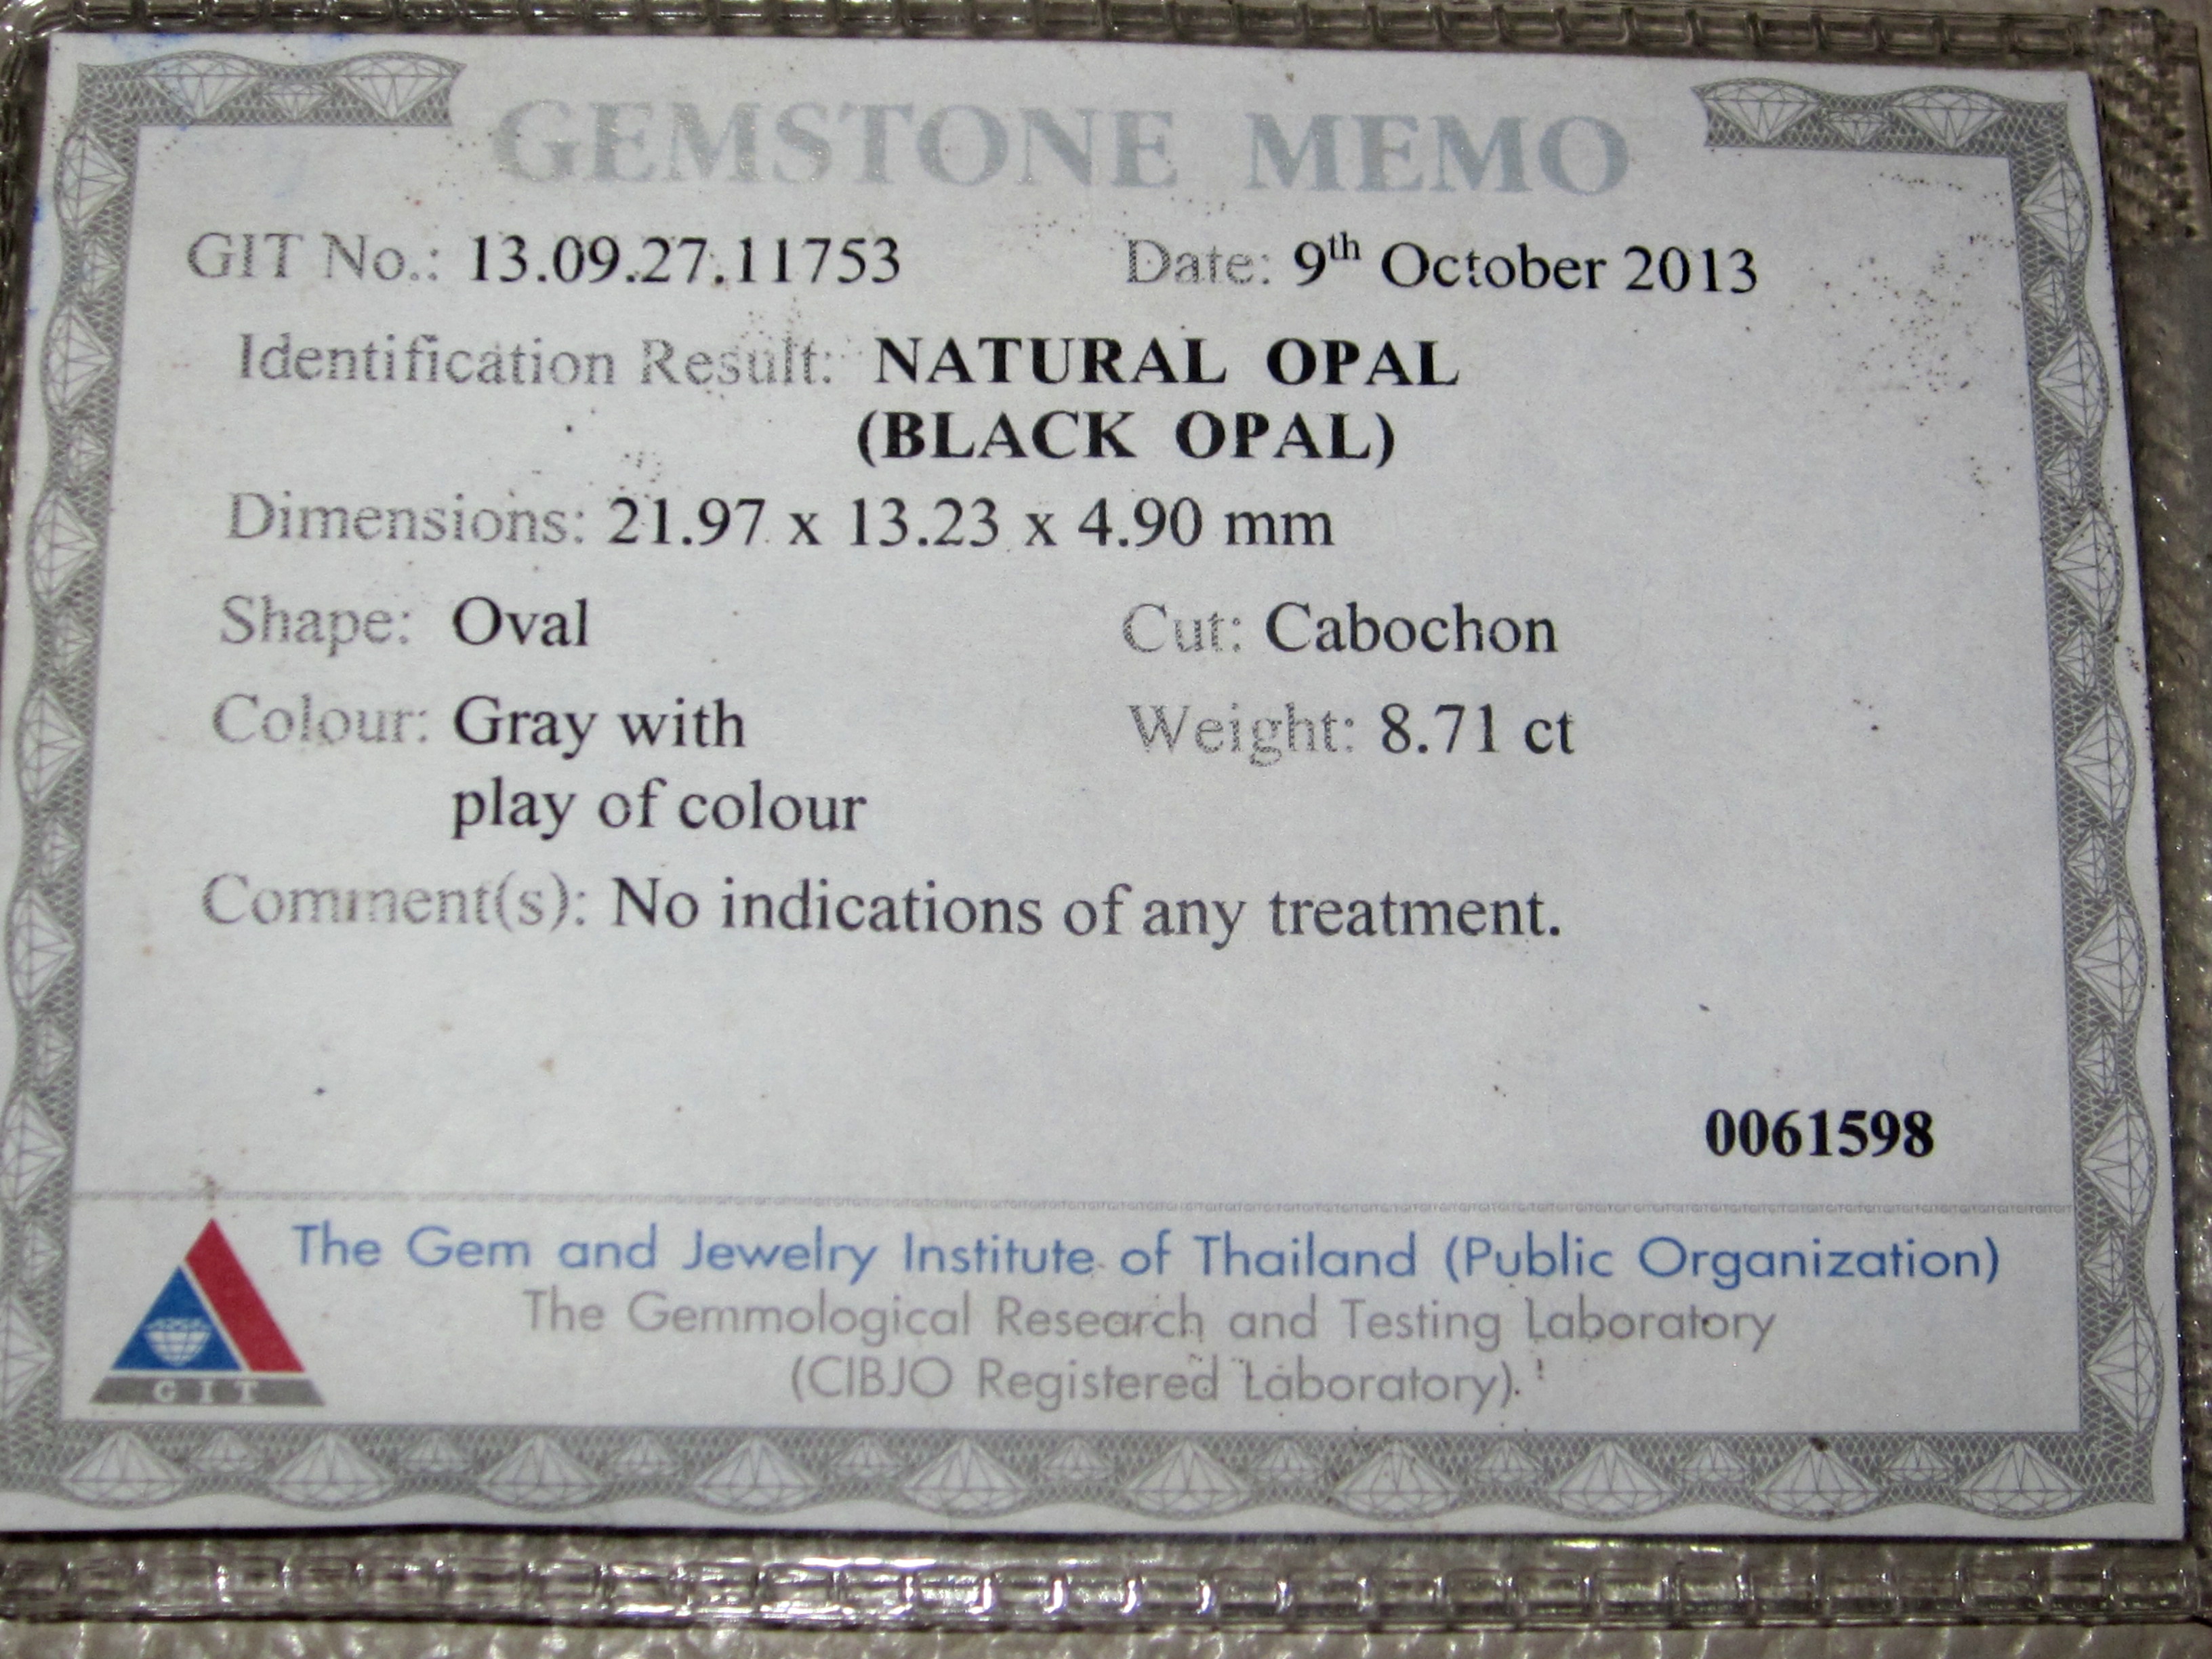 GEMSTONE MEMO
GIT No.: 13.09.27.11753 Date: 9th October 2013
Identification Result: NATURAL OPAL
(BLACK OPAL)
Dimensions: 21.97 x 13.23 x 4.90 mm
Shape: Oval Cut: Cabochon
Colour: Gray with Weight: 8.71 ct
play of colour
Comment(s): No indications of any treatment.
0061598
The Gem and Jewelry Institute of Thailand (Public Organization)
The Gemmological Research and Testing Laboratory
(CIBJO Registered Laboratory).
GIT